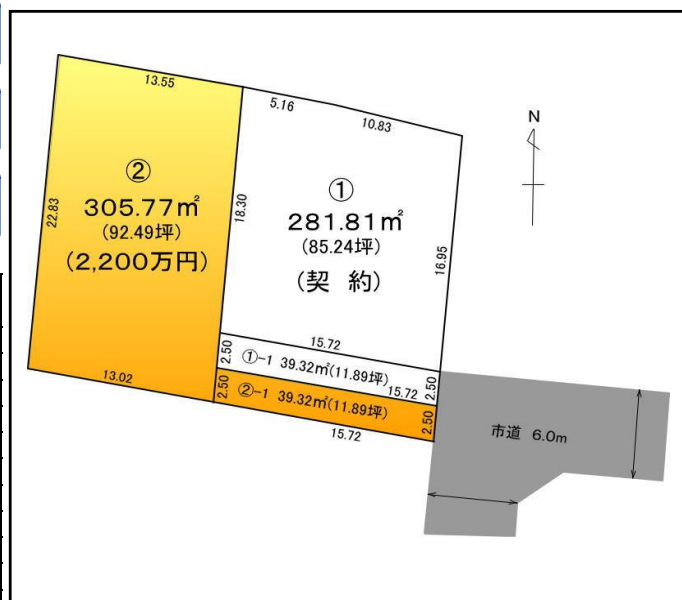 13.55
5.16
10.83
N
②
305.77㎡
(92.49坪)
(2,200万円)
22.83
18.30
①
281.81㎡
(85.24坪)
(契 約)
16.95
15.72
2.50
①-1 39.32㎡(11.89坪)
15.72
2.50
13.02
2.50
②-1 39.32㎡(11.89坪)
2.50
15.72
市道 6.0m